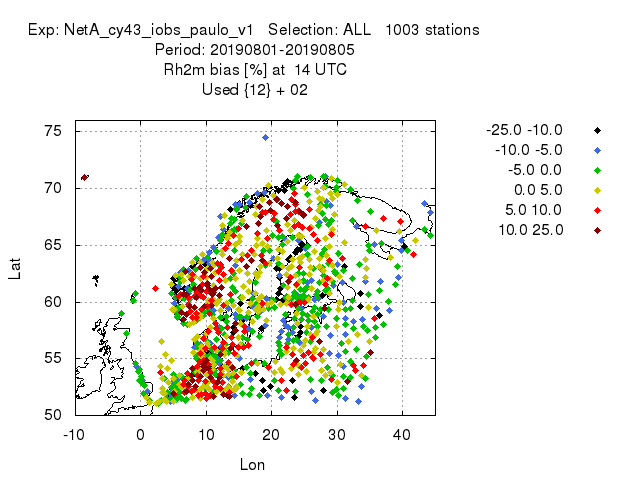 Exp: NetA_cy43_iobs_paulo_v1 Selection: ALL 1003 stations
Period: 20190801-20190805
Rh2m bias [%] at 14 UTC
Used {12} + 02
-25.0 -10.0
-10.0 -5.0
-5.0 0.0
0.0 5.0
5.0 10.0
10.0 25.0
75
70
65
60
55
50
Lat
-10 0 10 20 30 40
Lon